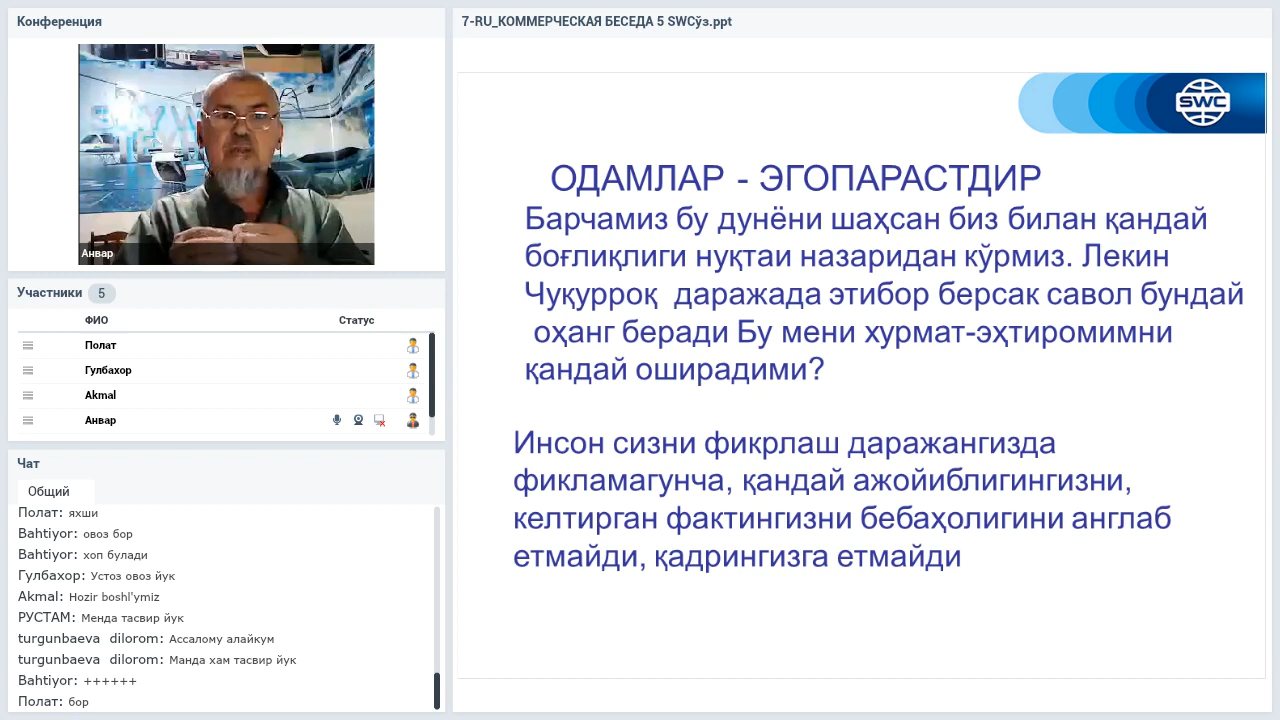 Конференция
Анвар
Участники 5
ФИО Статус
Полат
Гулбахор
Akmal
Анвар
Чат
Общий
Полат: яхши
Bahtiyor: овоз бор
Bahtiyor: хоп булади
Гулбахор: Устоз овоз йук
Akmal: Hozir boshl'ymiz
РУСТАМ: Менда тасвир йук
turgunbaeva dilorom: Ассалому алайкум
turgunbaeva dilorom: Манда хам тасвир йук
Bahtiyor: ++++++
Полат: бор
7-RU_КОММЕРЧЕСКАЯ БЕСЕДА 5 SWCўз.ppt
SWC
ОДАМЛАР - ЭГОПАРАСТДИР
Барчамиз бу дунёни шаҳсан биз билан қандай
боғлиқлиги нуқтаи назаридан кўрмиз. Лекин
Чуқурроқ даражада этибор берсак савол бундай
оҳанг беради Бу мени хурмат-эҳтиромимни
қандай оширадими?
Инсон сизни фикрлаш даражангизда
фикламагунча, қандай ажойиблигингизни,
келтирган фактингизни бебаҳолигини англаб
етмайди, қадрингизга етмайди